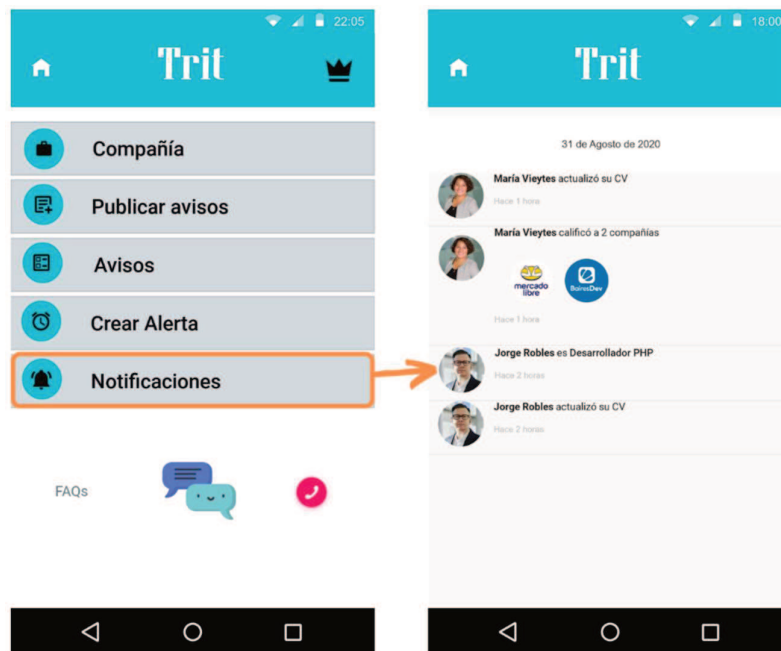 22:05
Trit
Compañía
Publicar avisos
Avisos
Crear Alerta
Notificaciones
FAQs
18:00
Trit
31 de Agosto de 2020
María Vieytes actualizó su CV
Hace 1 hora
María Vieytes calificó a 2 compañías
mercado
libre
BairesDev
Hace 1 hora
Jorge Robles es Desarrollador PHP
Hace 2 horas
Jorge Robles actualizó su CV
Hace 2 horas